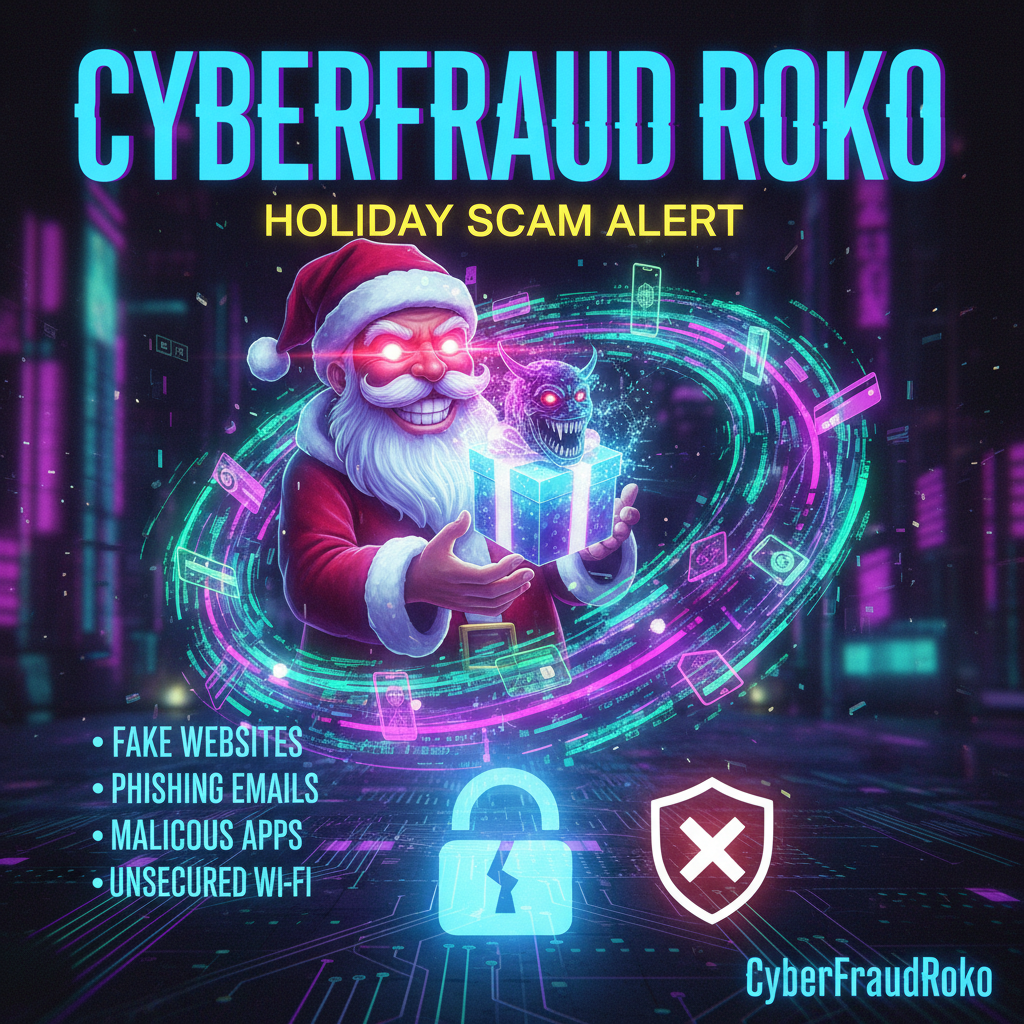 CYBERFRAUD ROKO
HOLIDAY SCAM ALERT
• FAKE WEBSITES
• PHISHING EMAILS
• MALICOUS APPS
• UNSECURED WI-FI
CyberFraudRoko